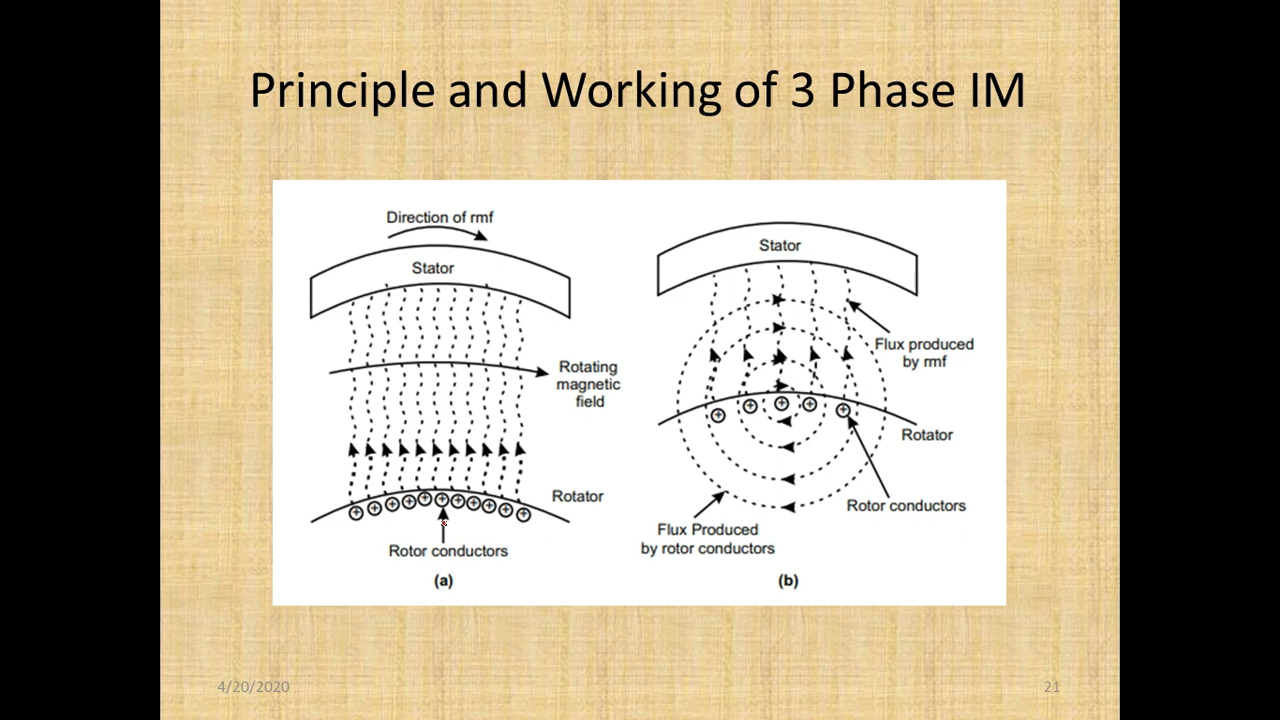 Principle and Working of 3 Phase IM
Direction of rmf
Stator
Rotating
magnetic
field
Rotator
Rotor conductors
(a)
Stator
Flux produced
by rmf
Rotator
Rotor conductors
Flux Produced
by rotor conductors
(b)
4/20/2020
21